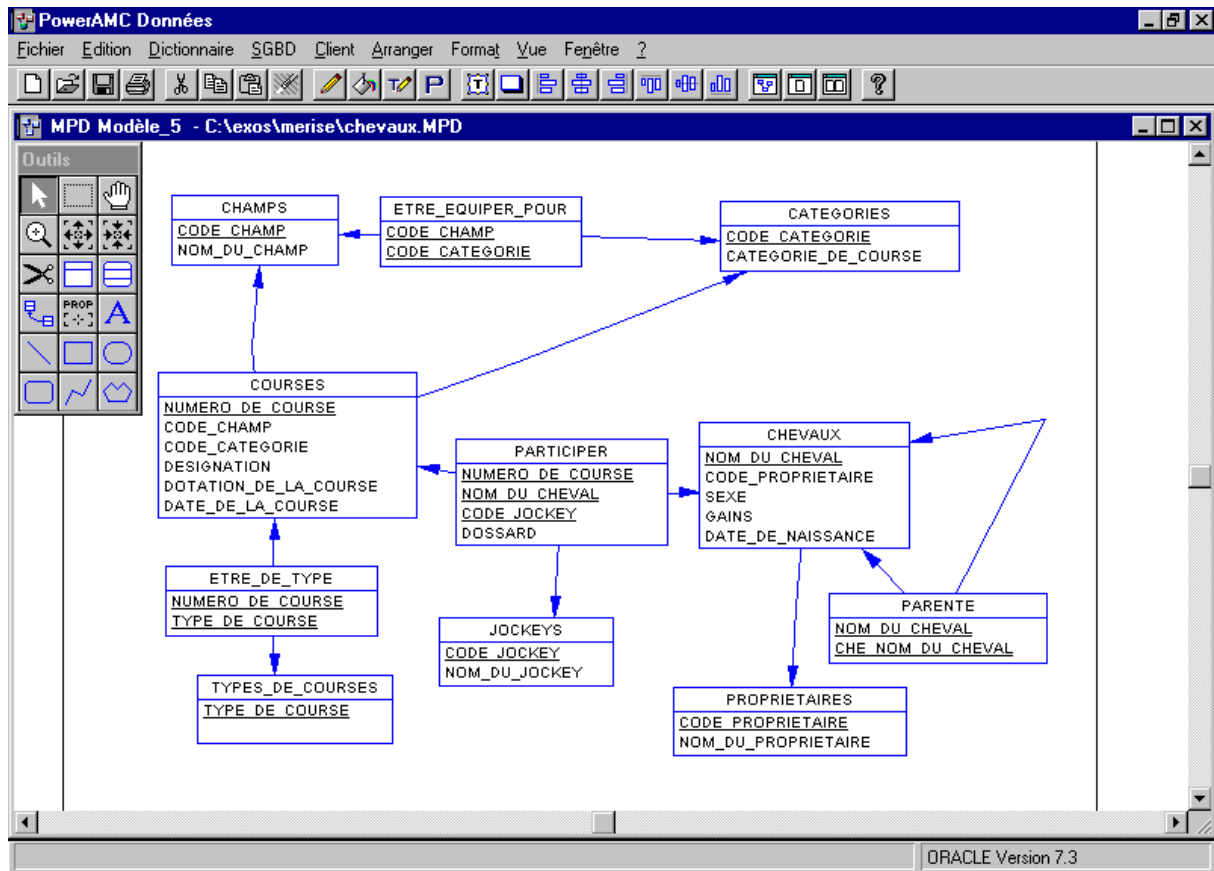 PowerAMC Données
Fichier Edition Dictionnaire SGBD Client Arranger Format Vue Fenêtre ?
MPD Modèle_5 - C:\exos\merise\chevaux.MPD
Outils
PROP
A
CHAMPS
CODE_CHAMP
NOM_DU_CHAMP
ETRE_EQUIPER_POUR
CODE_CHAMP
CODE_CATEGORIE
CATEGORIES
CODE_CATEGORIE
CATEGORIE_DE_COURSE
COURSES
NUMERO_DE_COURSE
CODE_CHAMP
CODE_CATEGORIE
DESIGNATION
DOTATION_DE_LA_COURSE
DATE_DE_LA_COURSE
PARTICIPER
NUMERO_DE_COURSE
NOM_DU_CHEVAL
CODE_JOCKEY
DOSSARD
CHEVAUX
NOM_DU_CHEVAL
CODE_PROPRIETAIRE
SEXE
GAINS
DATE_DE_NAISSANCE
ETRE_DE_TYPE
NUMERO_DE_COURSE
TYPE_DE_COURSE
JOCKEYS
CODE_JOCKEY
NOM_DU_JOCKEY
PARENTE
NOM_DU_CHEVAL
CHE_NOM_DU_CHEVAL
TYPES_DE_COURSES
TYPE_DE_COURSE
PROPRIETAIRES
CODE_PROPRIETAIRE
NOM_DU_PROPRIETAIRE
ORACLE Version 7.3